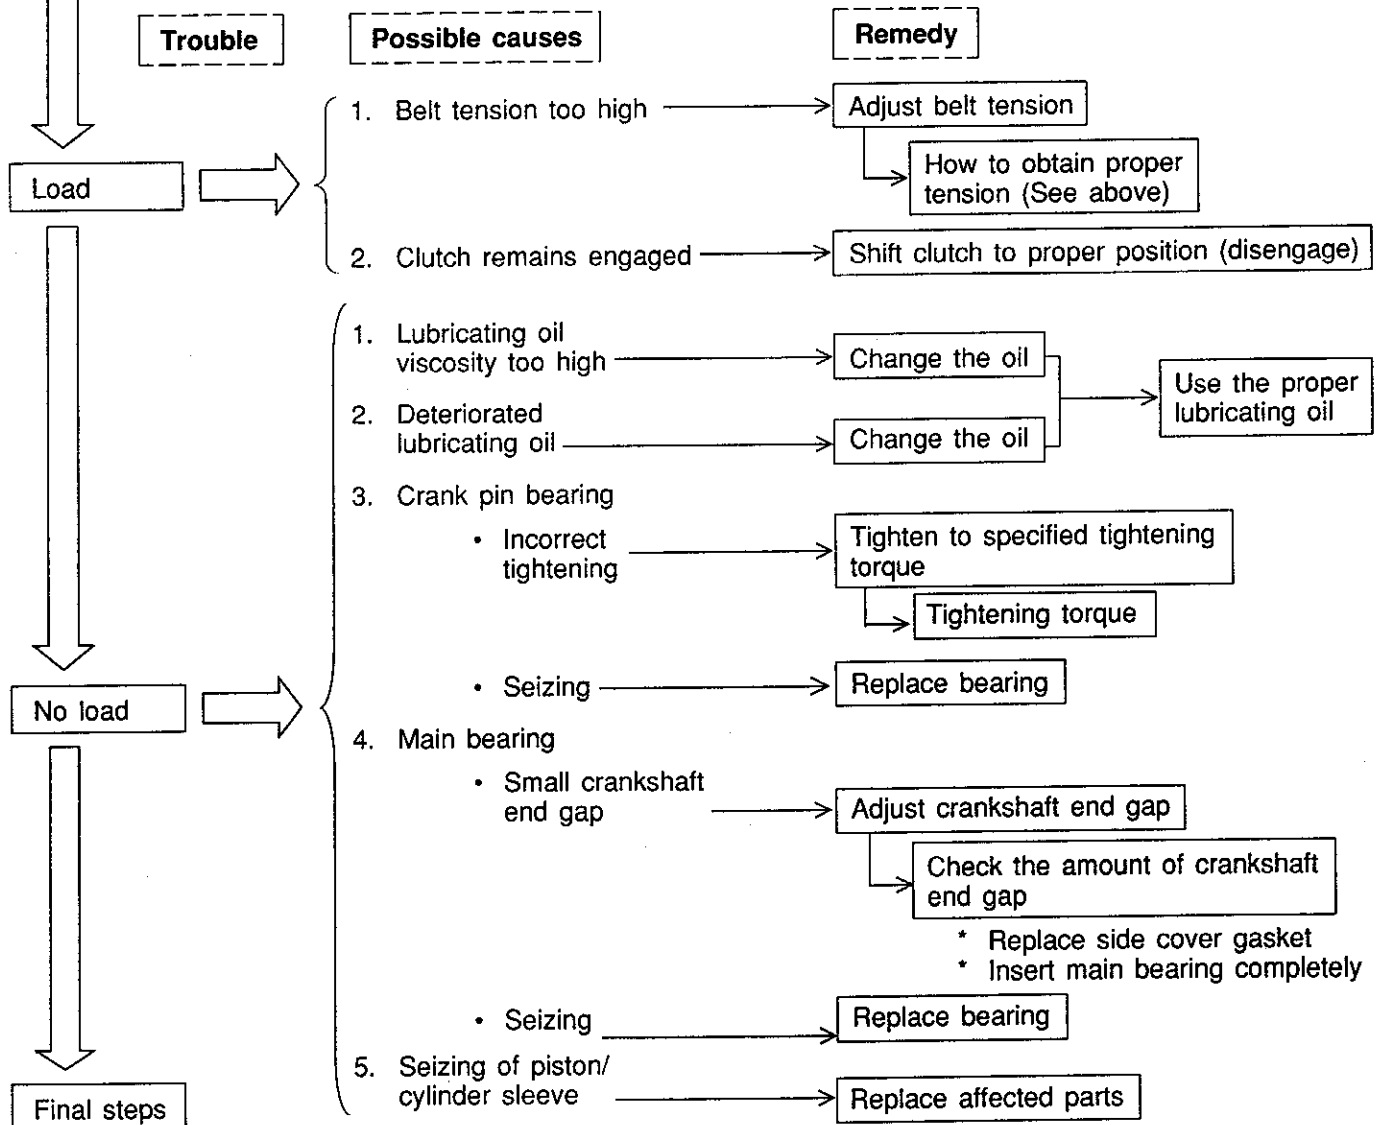 Trouble
Possible causes
Remedy
Load
1. Belt tension too high
Adjust belt tension
How to obtain proper
tension (See above)
2. Clutch remains engaged
Shift clutch to proper position (disengage)
No load
1. Lubricating oil
viscosity too high
Change the oil
2. Deteriorated
lubricating oil
Change the oil
Use the proper
lubricating oil
3. Crank pin bearing
• Incorrect
tightening
Tighten to specified tightening
torque
Tightening torque
• Seizing
Replace bearing
4. Main bearing
• Small crankshaft
end gap
Adjust crankshaft end gap
Check the amount of crankshaft
end gap
* Replace side cover gasket
* Insert main bearing completely
• Seizing
Replace bearing
5. Seizing of piston/
cylinder sleeve
Replace affected parts
Final steps